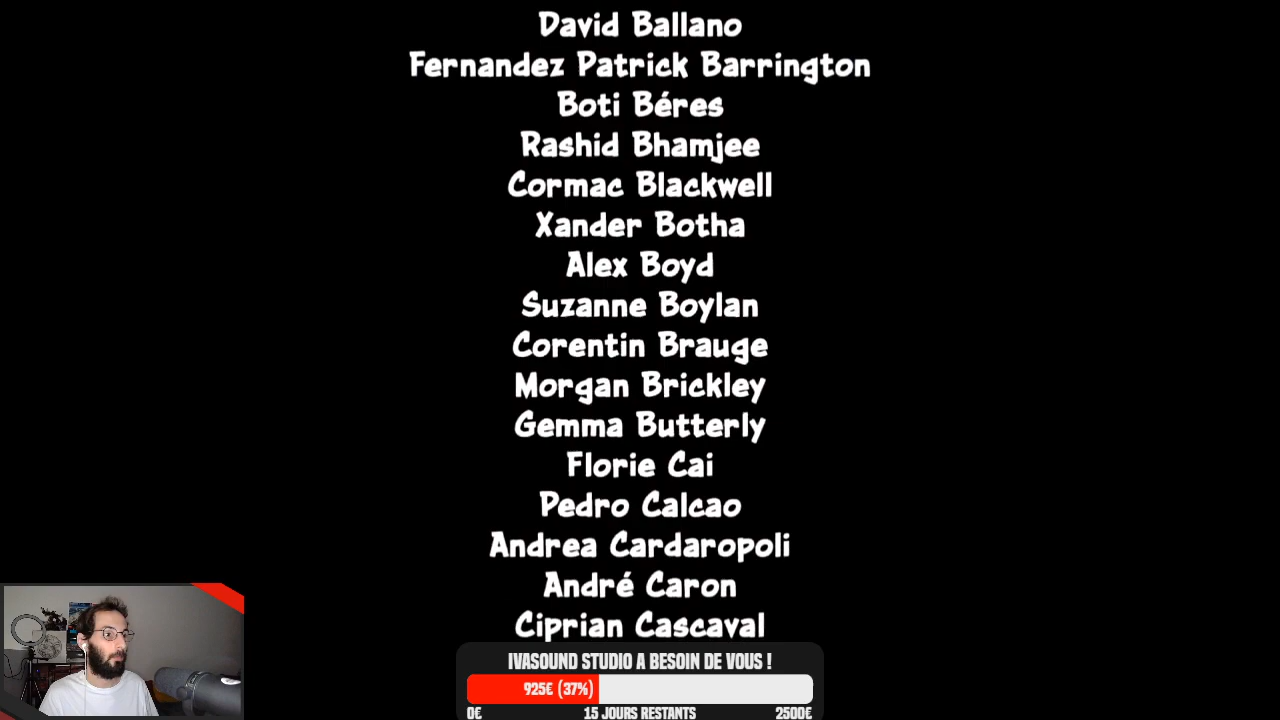 David Ballano
Fernandez Patrick Barrington
Boti Béres
Rashid Bhamjee
Cormac Blackwell
Xander Botha
Alex Boyd
Suzanne Boylan
Corentin Brauge
Morgan Brickley
Gemma Butterly
Florie Cai
Pedro Calcao
Andrea Cardaropoli
André Caron
Ciprian Cascaval
IVASOUND STUDIO A BESOIN DE VOUS !
925€ (37%)
0€ 15 JOURS RESTANTS 2500€